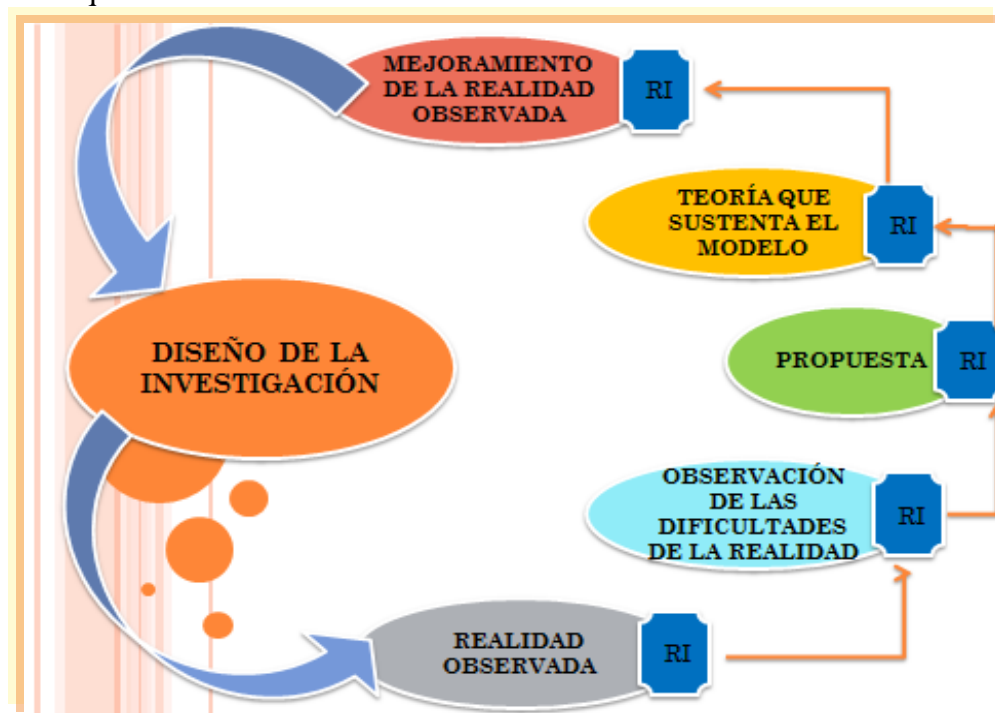 MEJORAMIENTO
DE LA REALIDAD
OBSERVADA
RI
TEORÍA QUE
SUSTENTA EL
MODELO
RI
DISEÑO DE LA
INVESTIGACIÓN
PROPUESTA
RI
OBSERVACIÓN
DE LAS
DIFICULTADES
DE LA REALIDAD
RI
REALIDAD
OBSERVADA
RI